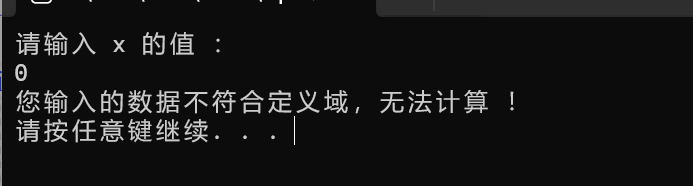 请输入 x 的值 ：
0
您输入的数据不符合定义域，无法计算 ！
请按任意键继续. . .